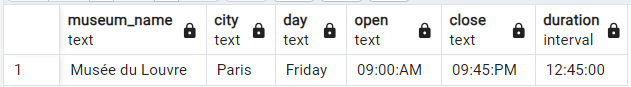 museum_name city day open close duration
text text text text text interval
1 Musée du Louvre Paris Friday 09:00:AM 09:45:PM 12:45:00